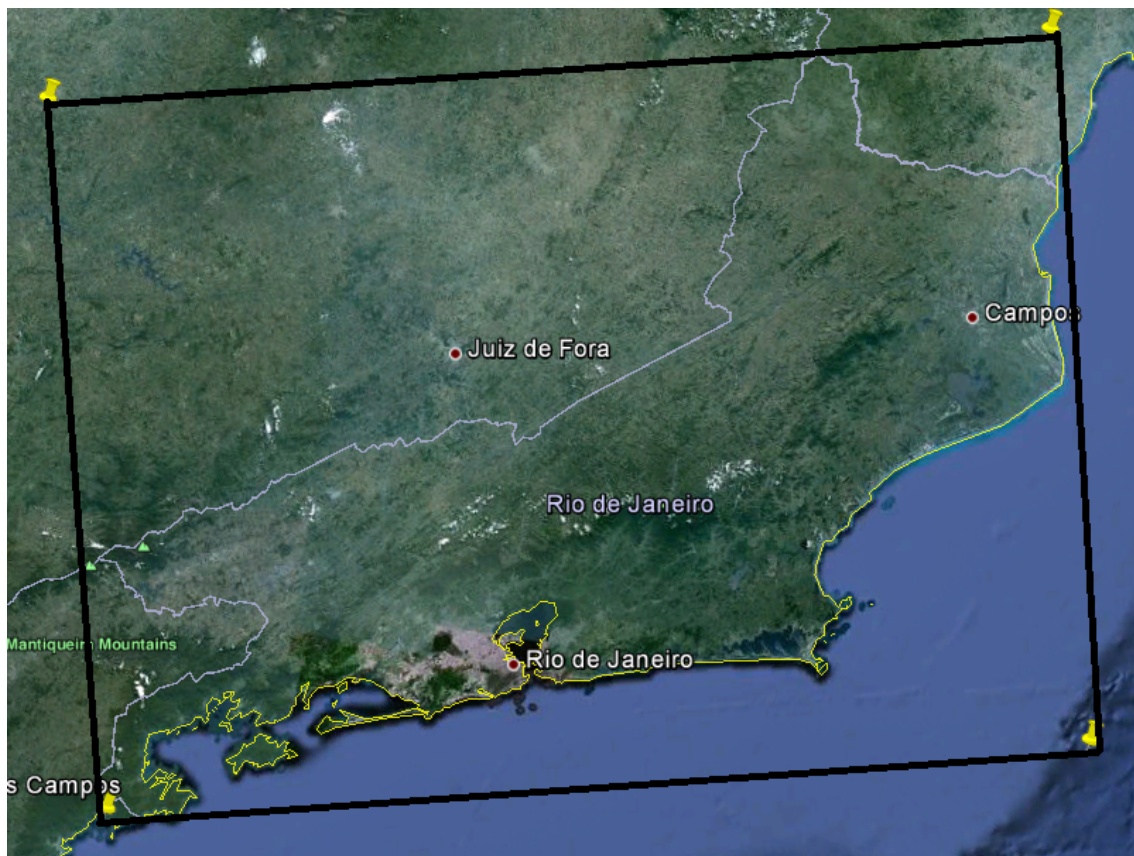 Campos
Juiz de Fora
Rio de Janeiro
Mantiqueira Mountains
Rio de Janeiro
s Campos